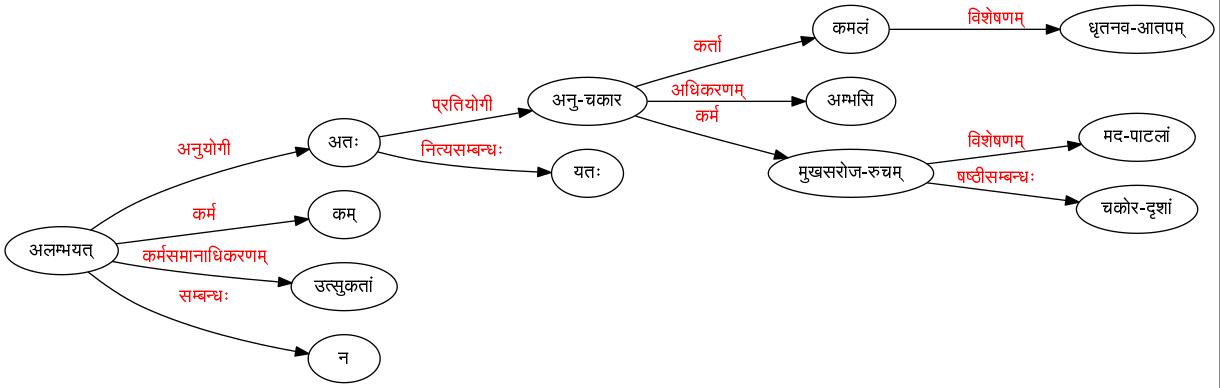 कमलं
विशेषणम्
धृतनव-आतपम्
कर्ता
अधिकरणम्
अनु-चकार
अम्भसि
प्रतियोगी
कर्म
अनुयोगी
अतः
नित्यसम्बन्धः
यतः
विशेषणम्
मद-पाटलां
मुखसरोज-रुचम्
षष्ठीसम्बन्धः
चकोर-दृशां
कर्म
कम्
अलम्भयत्
कर्मसमानाधिकरणम्
उत्सुकतां
सम्बन्धः
न